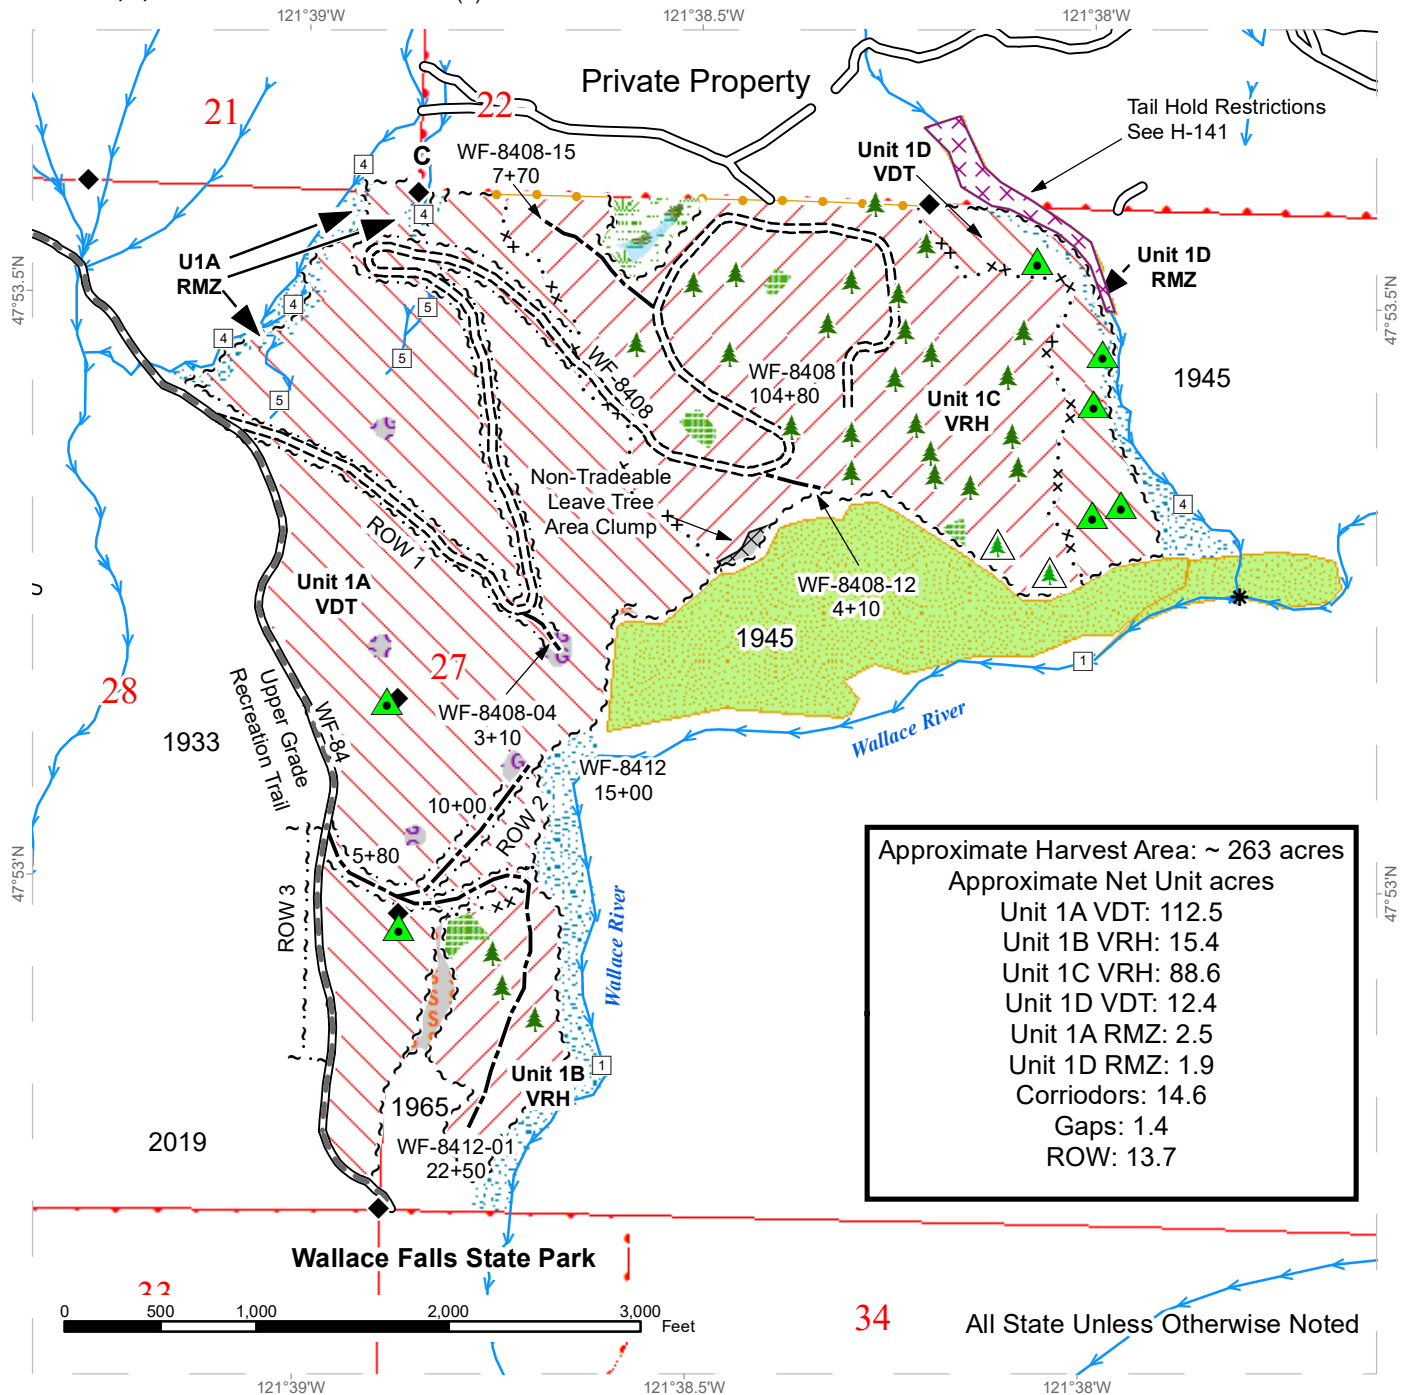 121°39'W
121°38.5'W
121°38'W
Private Property
21
22
Tail Hold Restrictions
See H-141
C
WF-8408-15
7+70
Unit 1D
VDT
4
4
U1A
RMZ
Unit 1D
RMZ
47°53.5'N
47°53.5'N
4
5
4
5
5
WF-8408
WF-8408
104+80
1945
Unit 1C
VRH
Non-Tradeable
Leave Tree
Area Clump
4
ROW 1
Unit 1A
VDT
WF-8408-12
4+10
1945
1
27
28
G
G
WF-8408-04
3+10
Upper Grade
Recreation Trail
WF-84
1933
Wallace River
G
WF-8412
15+00
10+00
ROW 2
G
5+80
47°53'N
47°53'N
ROW 3
Wallace River
S
S
S
Approximate Harvest Area: ~ 263 acres
Approximate Net Unit acres
Unit 1A VDT: 112.5
Unit 1B VRH: 15.4
Unit 1C VRH: 88.6
Unit 1D VDT: 12.4
Unit 1A RMZ: 2.5
Unit 1D RMZ: 1.9
Corriodors: 14.6
Gaps: 1.4
ROW: 13.7
1
Unit 1B
VRH
1965
2019
WF-8412-01
22+50
Wallace Falls State Park
0 500 1,000 2,000 3,000
Feet
34
All State Unless Otherwise Noted
121°39'W
121°38.5'W
121°38'W